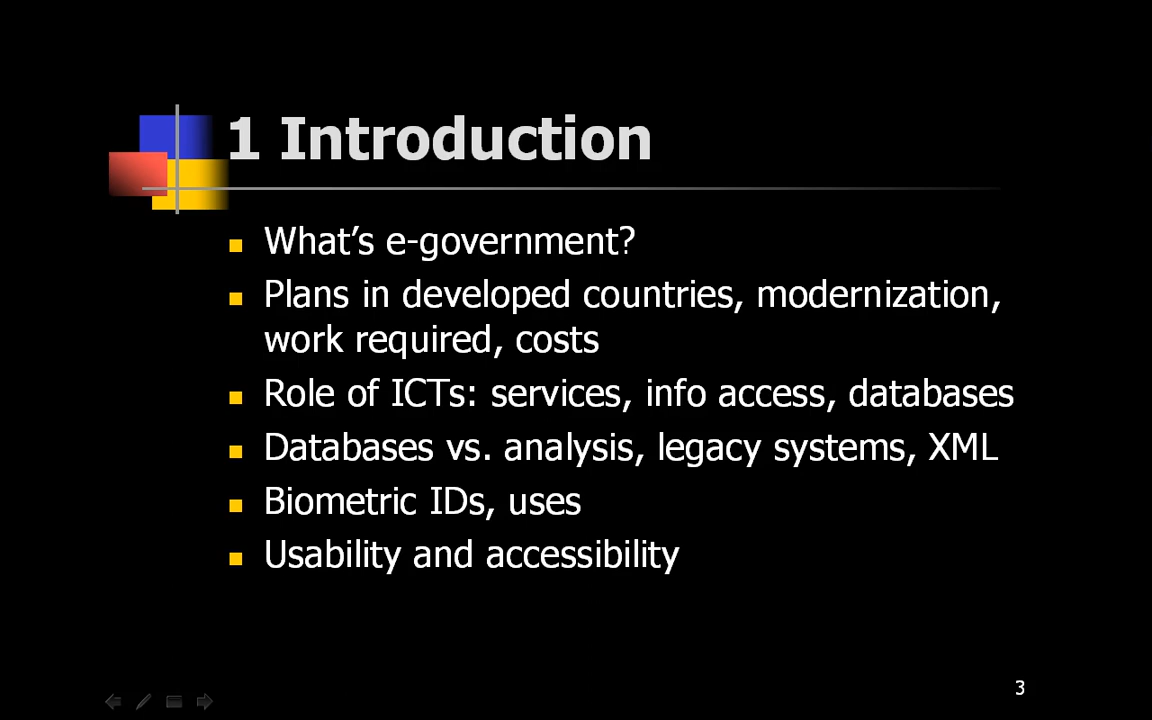 1 Introduction
What’s e-government?
Plans in developed countries, modernization,
work required, costs
Role of ICTs: services, info access, databases
Databases vs. analysis, legacy systems, XML
Biometric IDs, uses
Usability and accessibility
3